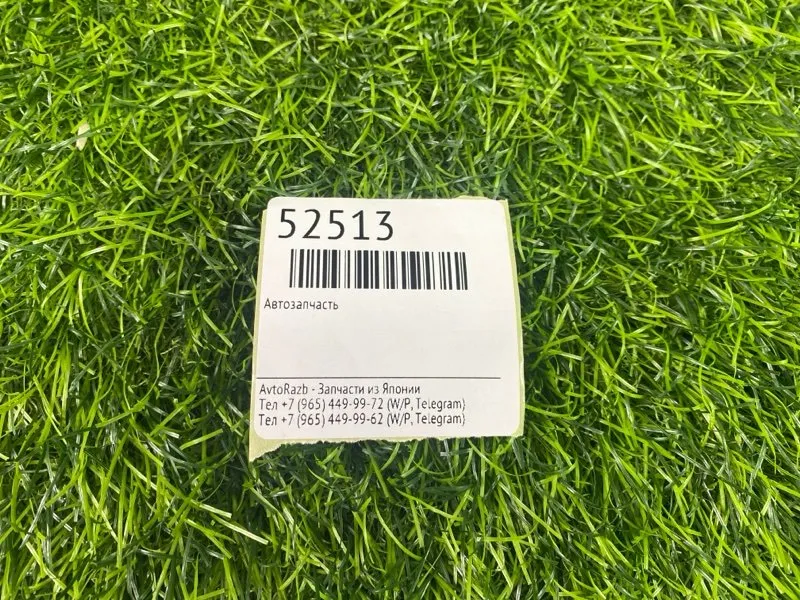 52513
Автозапчасть
AvtoRazb - Запчасти из Японии
Тел +7 (965) 449-99-72 (W/P, Telegram)
Тел +7 (965) 449-99-62 (W/P, Telegram)